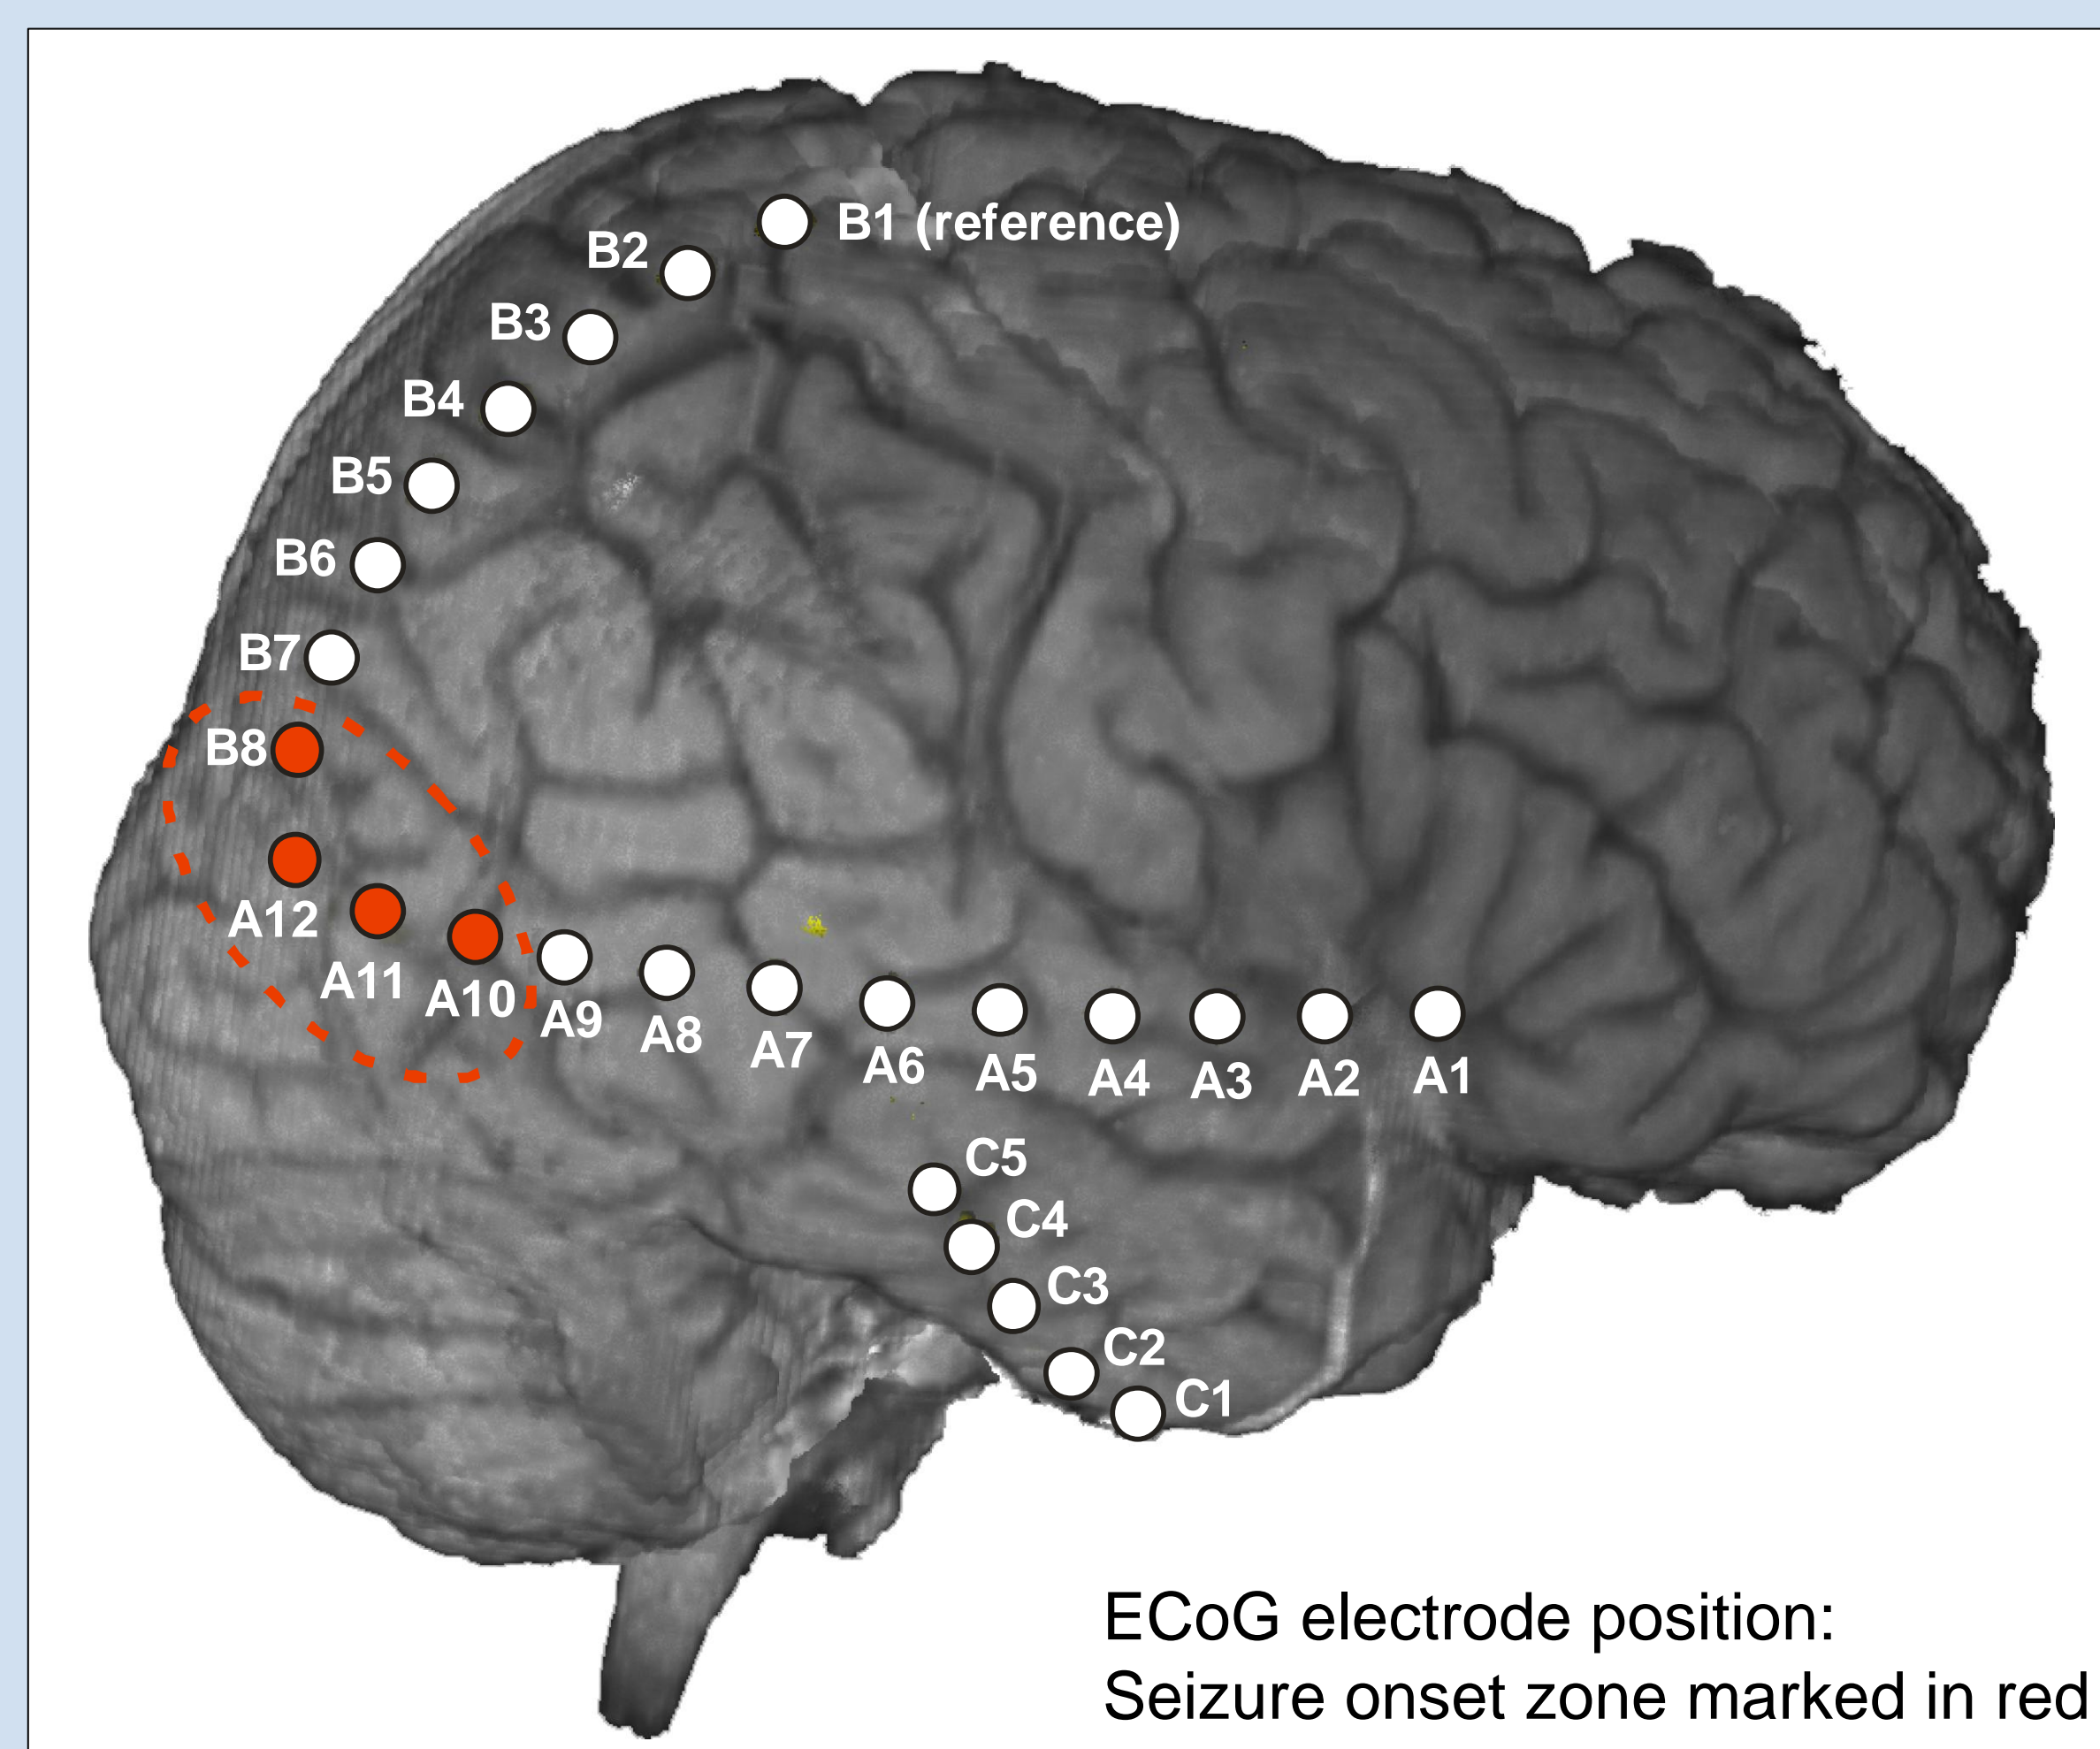 B1 (reference)
B2
B3
B4
B5
B6
B7
B8
A12
A11
A10
A9
A8
A7
A6
A5
A4
A3
A2
A1
C5
C4
C3
C2
C1
ECoG electrode position:
Seizure onset zone marked in red